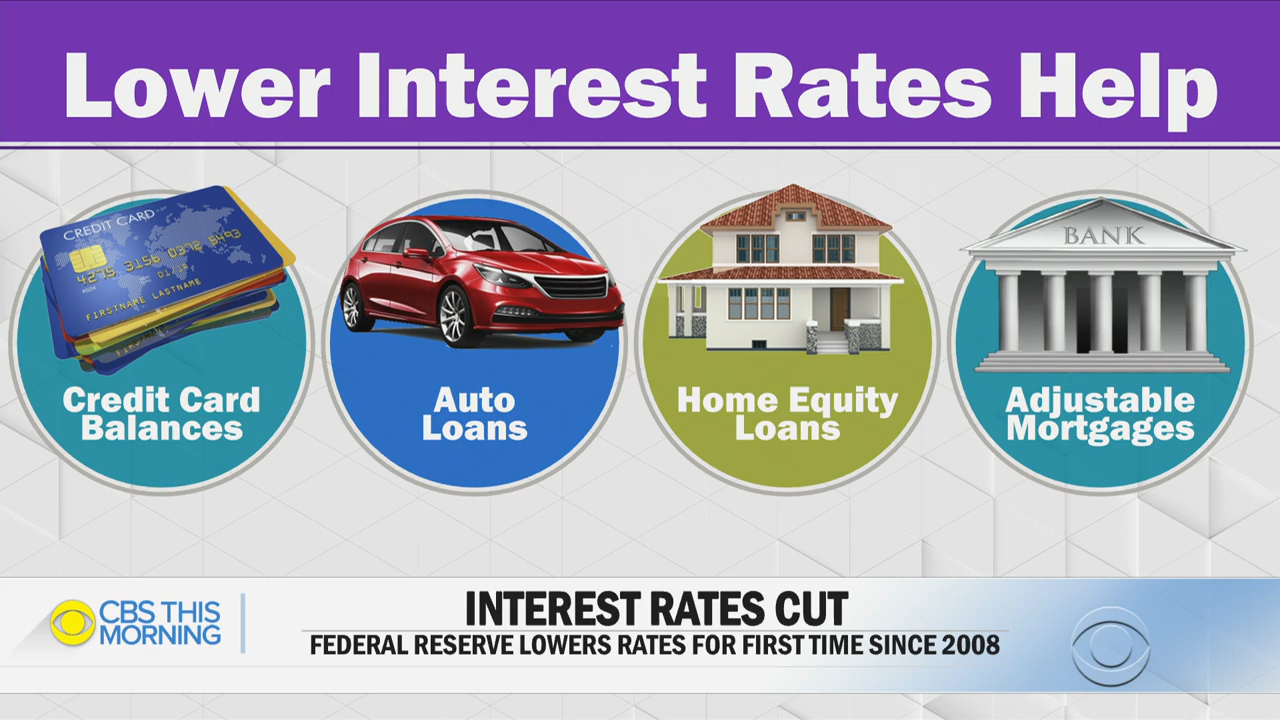 Lower Interest Rates Help
CREDIT CARD
4275 3156 0372 5493
FIRSTNAME LASTNAME
Credit Card
Balances
Auto
Loans
Home Equity
Loans
BANK
Adjustable
Mortgages
CBS THIS
MORNING
INTEREST RATES CUT
FEDERAL RESERVE LOWERS RATES FOR FIRST TIME SINCE 2008